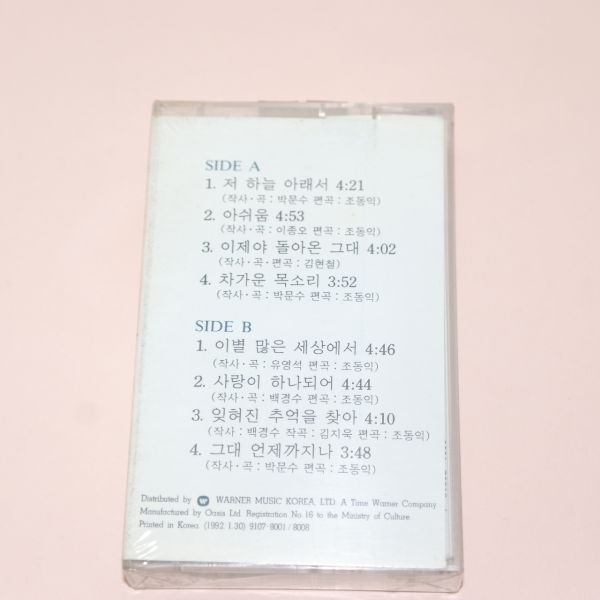 SIDE A
1. 저 하늘 아래서 4:21
(작사·곡 : 박문수 편곡 : 조동익)
2. 아쉬움 4:53
(작사·곡 : 이종오 편곡 : 조동익)
3. 이제야 돌아온 그대 4:02
(작사·곡·편곡 : 김현철)
4. 차가운 목소리 3:52
(작사·곡 : 박문수 편곡 : 조동익)
SIDE B
1. 이별 많은 세상에서 4:46
(작사·곡 : 유영석 편곡 : 조동익)
2. 사랑이 하나되어 4:44
(작사·곡 : 백경수 편곡 : 조동익)
3. 잊혀진 추억을 찾아 4:10
(작사 : 백경수 작곡 : 김지욱 편곡 : 조동익)
4. 그대 언제까지나 3:48
(작사·곡 : 박문수 편곡 : 조동익)
Distributed by WARNER MUSIC KOREA, LTD. A Time Warner Company.
Manufactured by Oasis Ltd. Registration No. 16 to the Ministry of Culture.
Printed in Korea. (1992. 1. 30) 9107-8001 / 8008